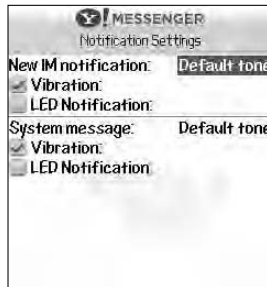 Y! MESSENGER
Notification Settings
New IM notification: Default tone
Vibration:
LED Notification:
System message: Default tone
Vibration:
LED Notification: